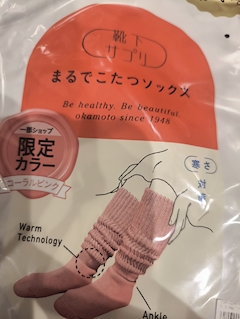 靴下
サプリ
まるでこたつソックス
Be healthy. Be beautiful.
okamoto since 1948
一部ショップ
限定
カラー
コーラルピンク
寒さ
対策
Warm
Technology
Ankle